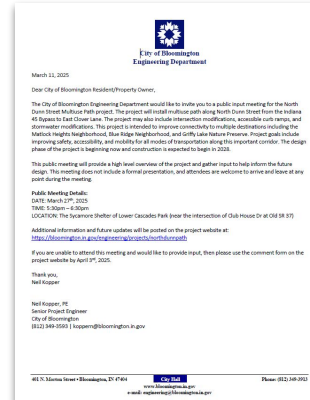 City of Bloomington
Engineering Department
March 11, 2025
Dear City of Bloomington Resident/Property Owner,
The City of Bloomington Engineering Department would like to invite you to a public input meeting for the North
Dunn Street Multiuse Path project. The project will install multiuse path along North Dunn Street from the Indiana
45 Bypass to East Clover Lane. The project may also include intersection modifications, accessible curb ramps, and
stormwater modifications. This project is intended to improve connectivity to multiple destinations including the
Matlock Heights Neighborhood, Blue Ridge Neighborhood, and Griffy Lake Nature Preserve. Project goals include
improving safety, accessibility, and mobility for all modes of transportation along this important corridor. The design
phase of the project is beginning now and construction is expected to begin in 2028.
This public meeting will provide a high level overview of the project and gather input to help inform the future
design. This meeting does not include a formal presentation, and attendees are welcome to arrive and leave at any
point during the meeting.
Public Meeting Details:
DATE: March 27th, 2025
TIME: 5:30pm – 6:30pm
LOCATION: The Sycamore Shelter of Lower Cascades Park (near the intersection of Club House Dr at Old SR 37)
Additional information and future updates will be posted on the project website at:
https://bloomington.in.gov/engineering/projects/northdunnpath
If you are unable to attend this meeting and would like to provide input, then please use the comment form on the
project website by April 3rd, 2025.
Thank you,
Neil Kopper
Neil Kopper, PE
Senior Project Engineer
City of Bloomington
(812) 349-3593 | koppern@bloomington.in.gov
401 N. Morton Street • Bloomington, IN 47404 City Hall Phone: (812) 349-3913
www.bloomington.in.gov
e-mail: engineering@bloomington.in.gov